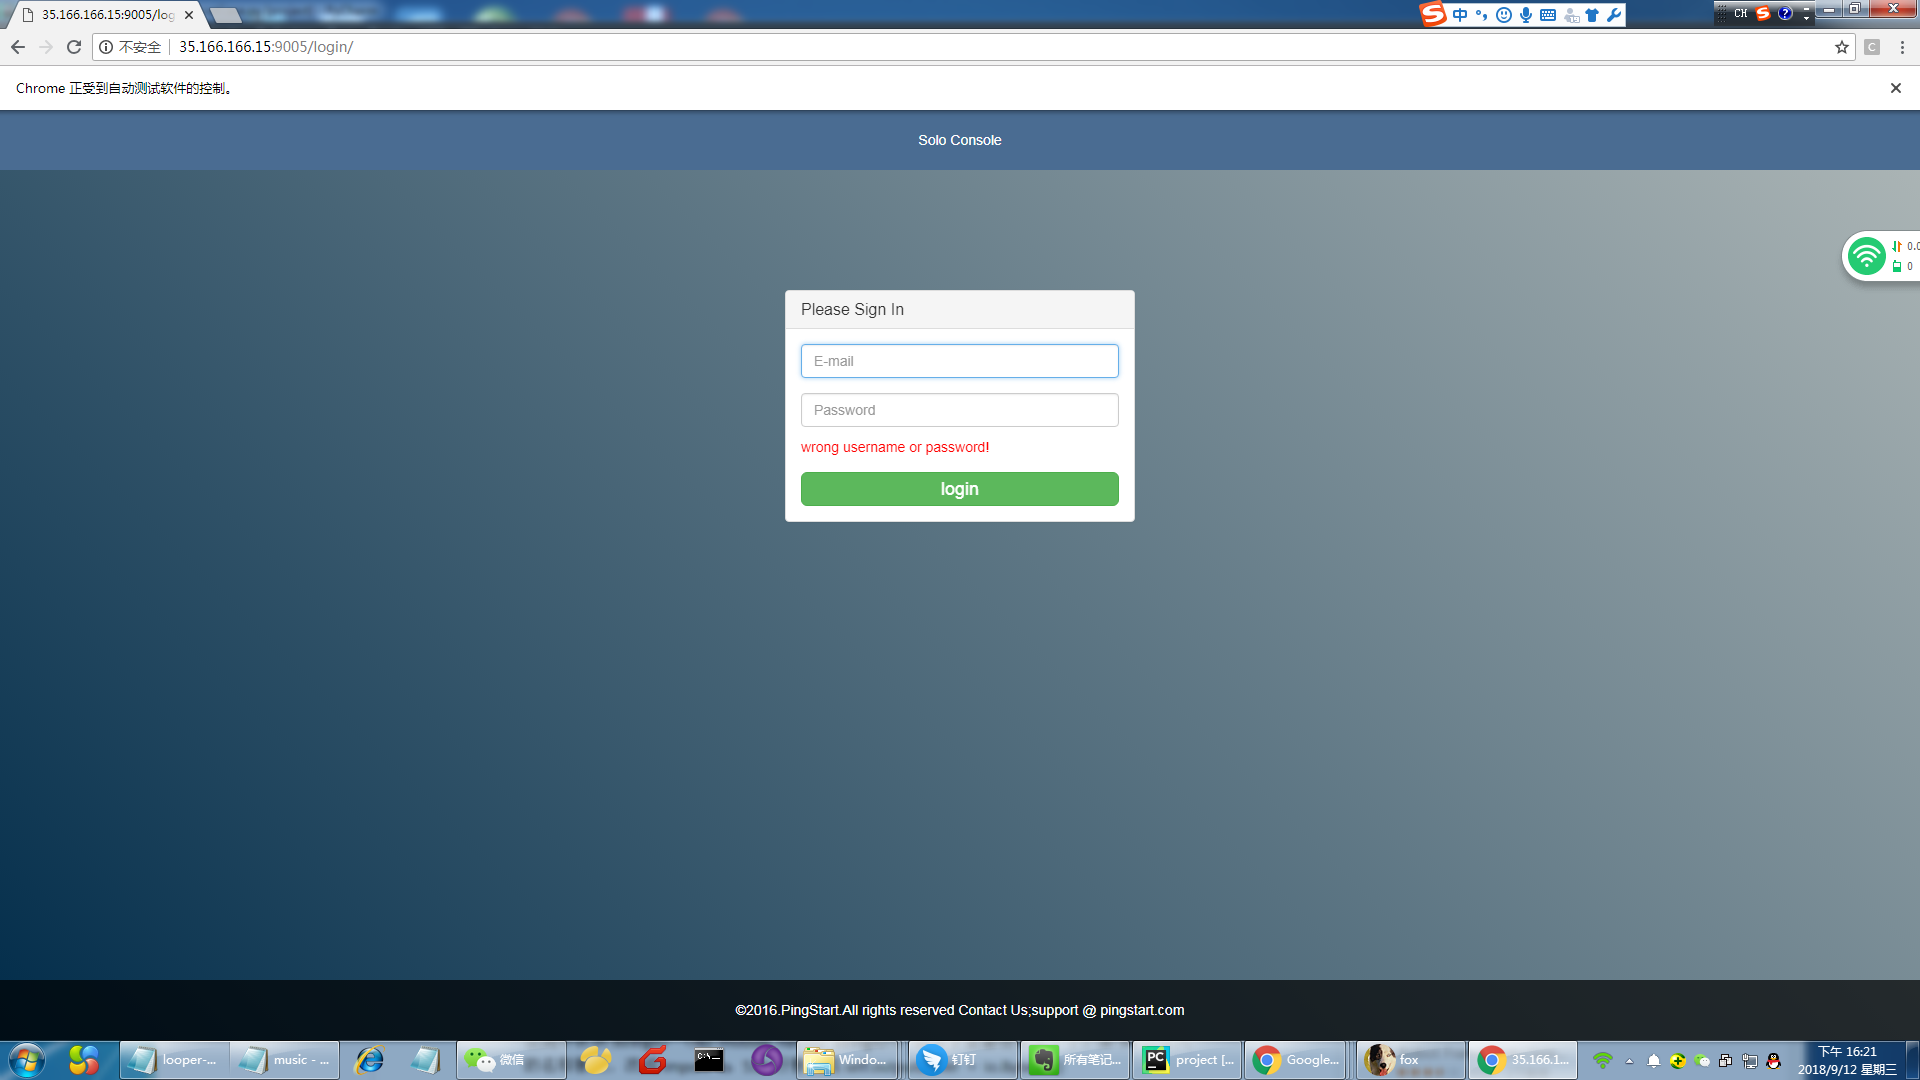 35.166.166.15:9005/log
中
CH
不安全
35.166.166.15:9005/login/
Chrome 正受到自动测试软件的控制。
Solo Console
0.0
0
Please Sign In
E-mail
Password
wrong username or password!
login
©2016.PingStart.All rights reserved Contact Us;support @ pingstart.com
looper-...
music - ...
微信
Windo...
钉钉
所有笔记...
project [...
Google...
fox
35.166.1...
下午 16:21
2018/9/12 星期三